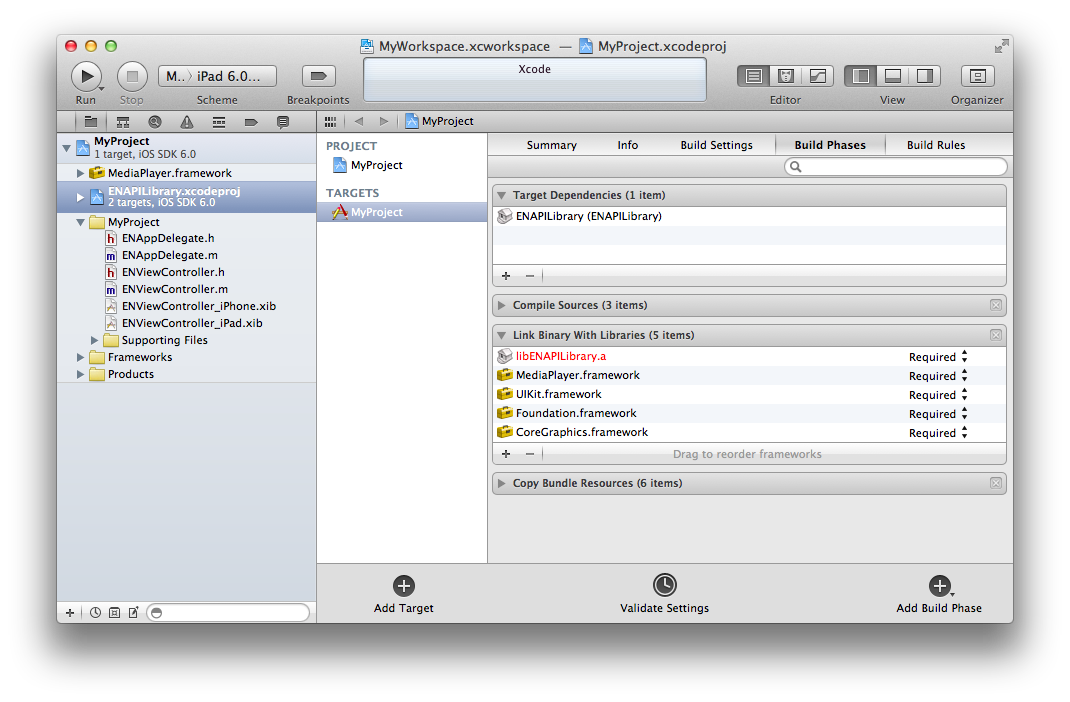 MyWorkspace.xcworkspace — MyProject.xcodeproj
M.. 〉 iPad 6.0...
Xcode
Run Stop Scheme Breakpoints Editor View Organizer
MyProject
MyProject
1 target, iOS SDK 6.0
MediaPlayer.framework
ENAPILibrary.xcodeproj
2 targets, iOS SDK 6.0
MyProject
h ENAppDelegate.h
m ENAppDelegate.m
h ENViewController.h
m ENViewController.m
ENViewController_iPhone.xib
ENViewController_iPad.xib
Supporting Files
Frameworks
Products
PROJECT
MyProject
TARGETS
MyProject
Summary Info Build Settings Build Phases Build Rules
Target Dependencies (1 item)
ENAPILibrary (ENAPILibrary)
Compile Sources (3 items)
Link Binary With Libraries (5 items)
libENAPILibrary.a Required
MediaPlayer.framework Required
UIKit.framework Required
Foundation.framework Required
CoreGraphics.framework Required
Drag to reorder frameworks
Copy Bundle Resources (6 items)
Add Target Validate Settings Add Build Phase